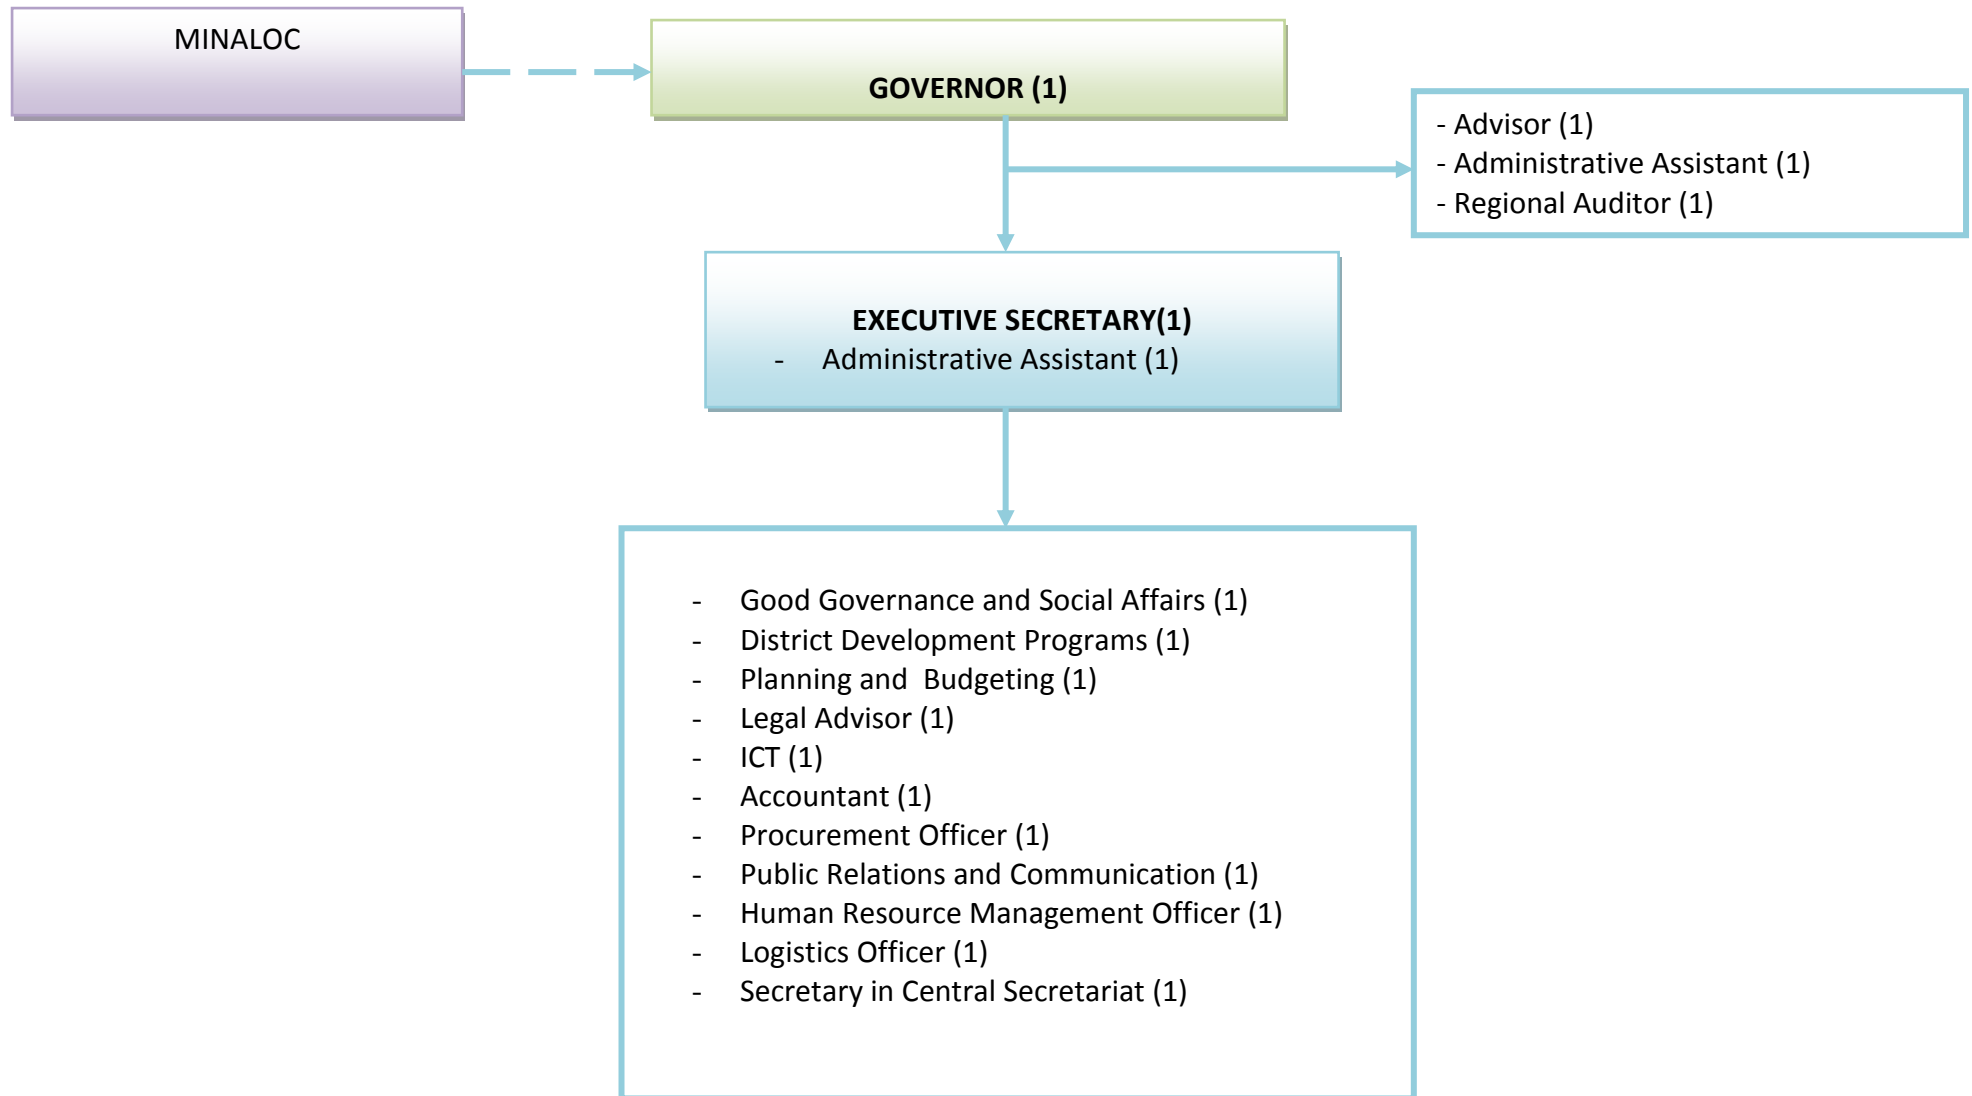 MINALOC
GOVERNOR (1)
- Advisor (1)
- Administrative Assistant (1)
- Regional Auditor (1)
EXECUTIVE SECRETARY(1)
- Administrative Assistant (1)
- Good Governance and Social Affairs (1)
- District Development Programs (1)
- Planning and  Budgeting (1)
- Legal Advisor (1)
- ICT (1)
- Accountant (1)
- Procurement Officer (1)
- Public Relations and Communication (1)
- Human Resource Management Officer (1)
- Logistics Officer (1)
- Secretary in Central Secretariat (1)